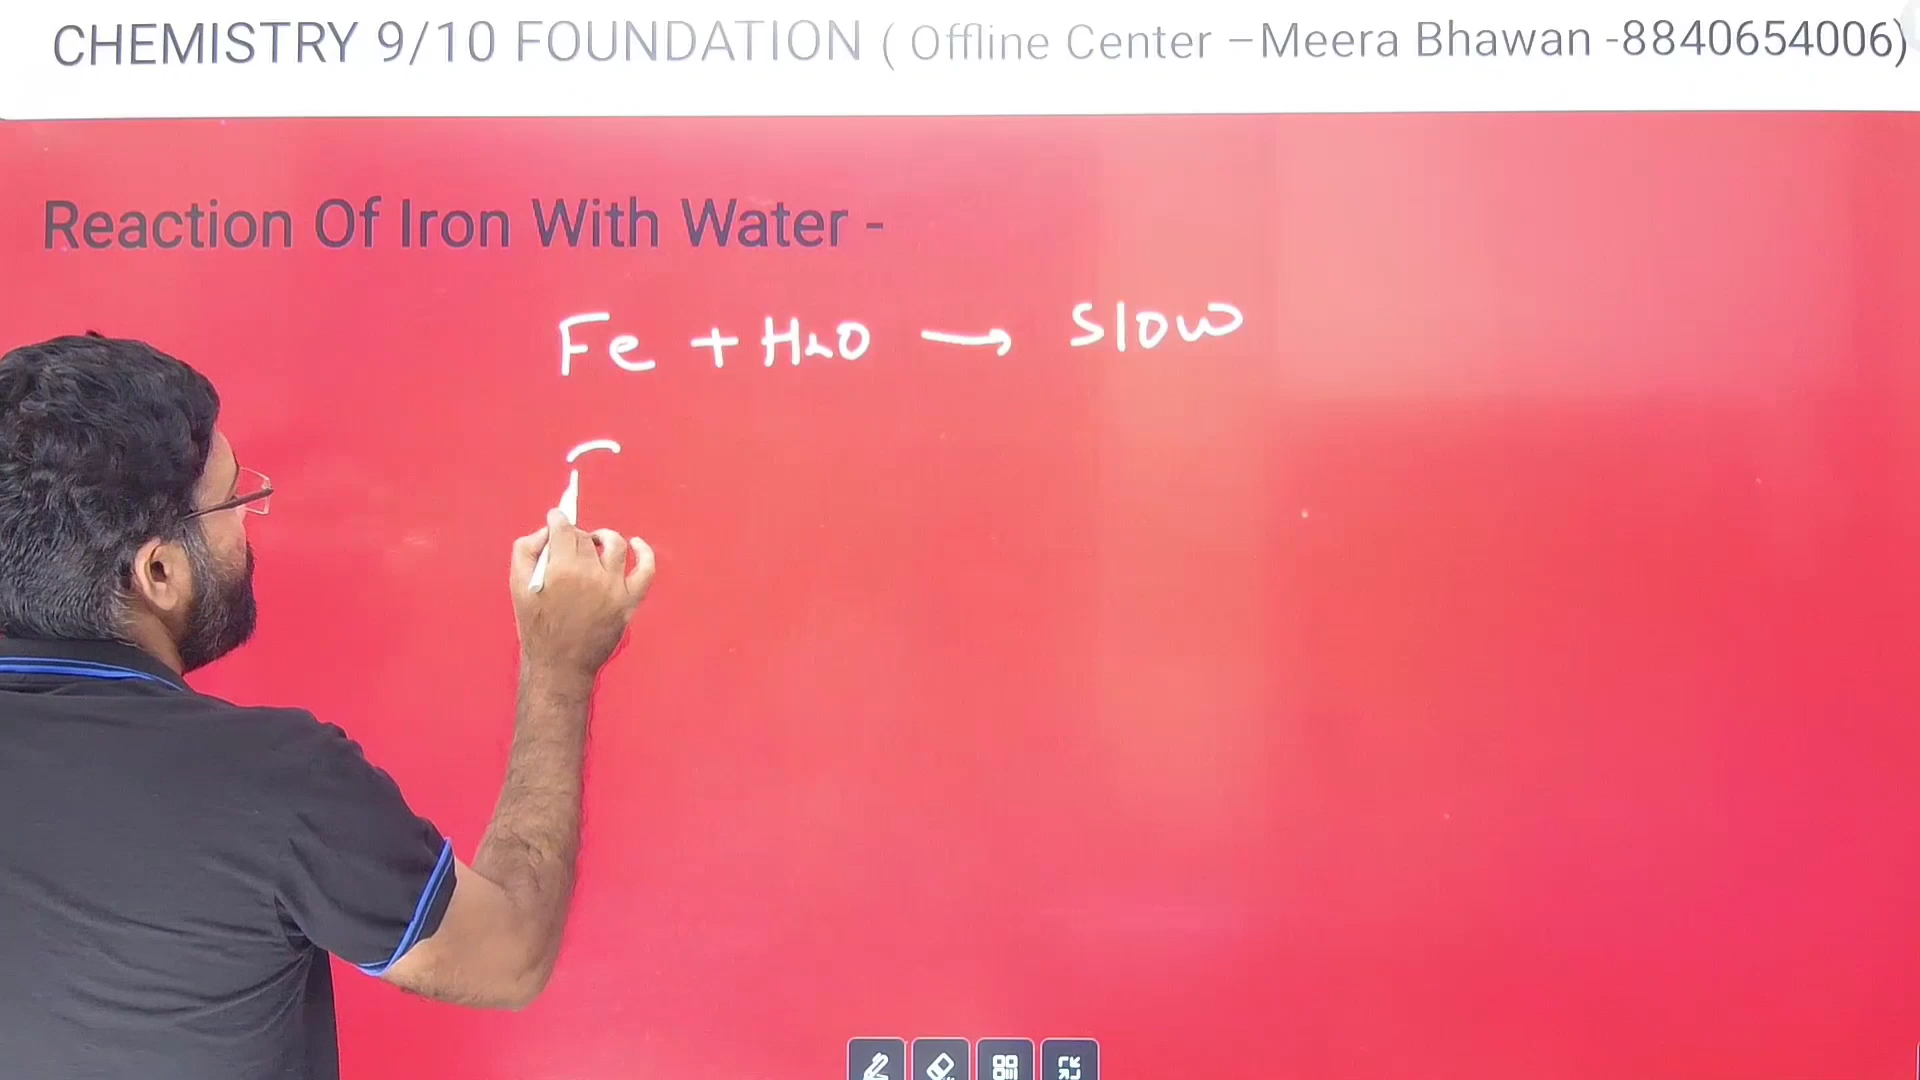 CHEMISTRY 9/10 FOUNDATION ( Offline Center –Meera Bhawan -8840654006)
Reaction Of Iron With Water -
Fe + H2O → Slow